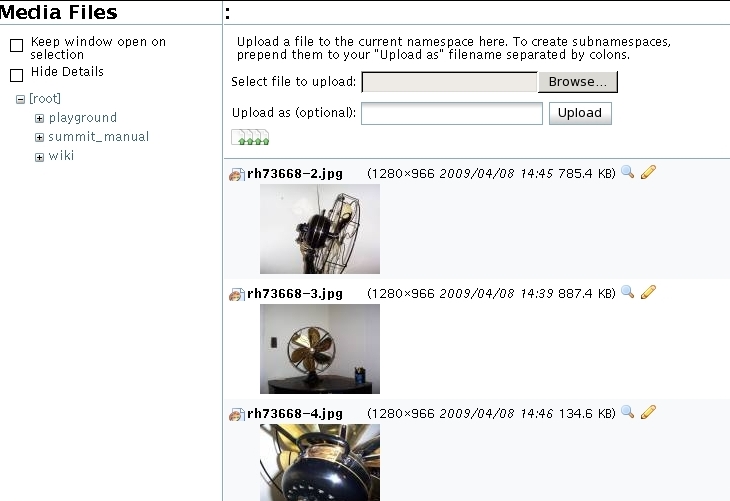 Media Files
Keep window open on
selection
Hide Details
[root]
playground
summit_manual
wiki
:
Upload a file to the current namespace here. To create subnamespaces,
prepend them to your "Upload as" filename separated by colons.
Select file to upload: Browse...
Upload as (optional): Upload
rh73668-2.jpg (1280×966 2009/04/08 14:45 785.4 KB)
rh73668-3.jpg (1280×966 2009/04/08 14:39 887.4 KB)
rh73668-4.jpg (1280×966 2009/04/08 14:46 134.6 KB)